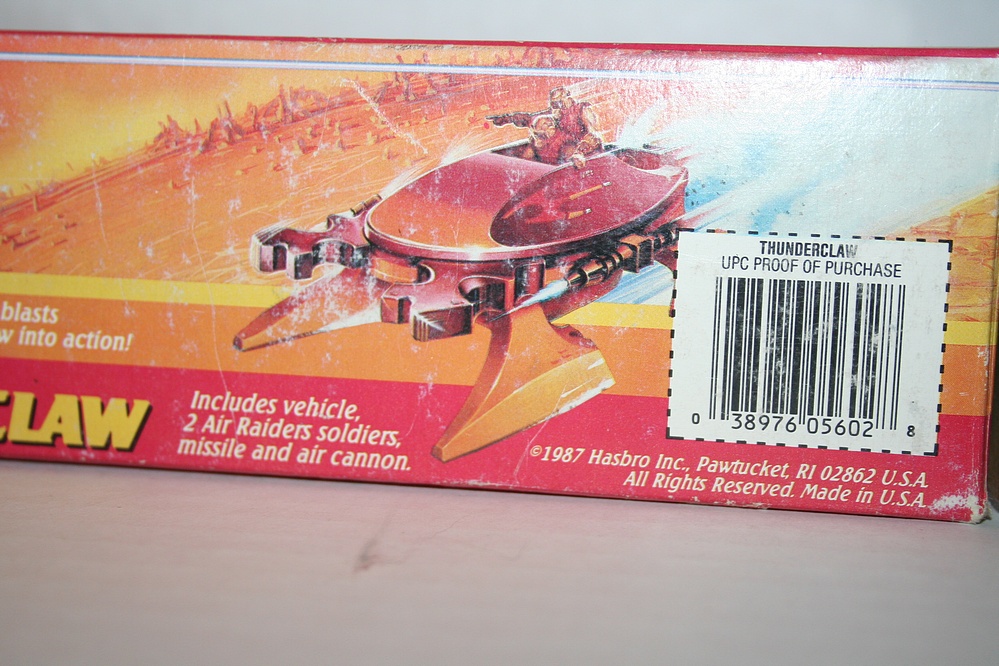 blasts
w into action!
CLAW
Includes vehicle,
2 Air Raiders soldiers,
missile and air cannon.
THUNDERCLAW
UPC PROOF OF PURCHASE
0 38976 05602 8
©1987 Hasbro Inc., Pawtucket, RI 02862 U.S.A.
All Rights Reserved. Made in U.S.A.